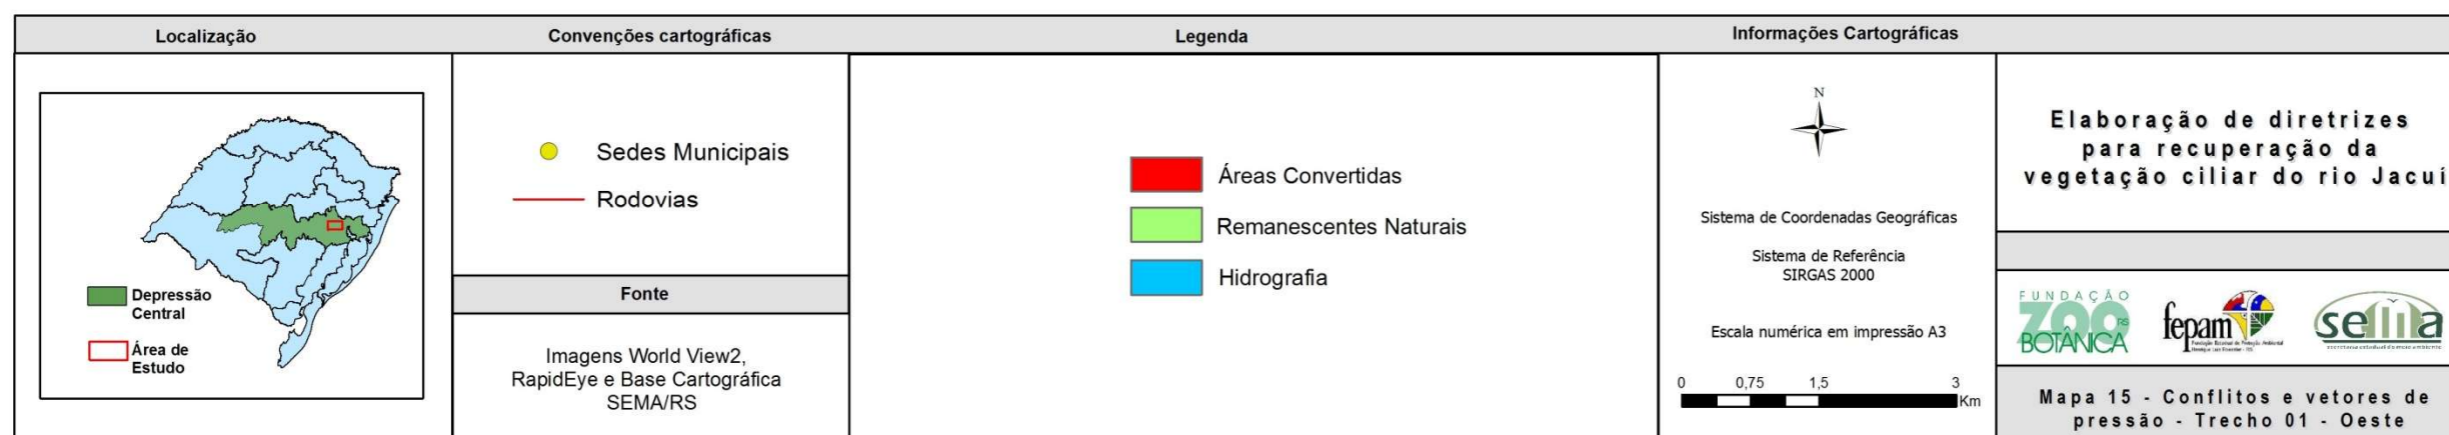 Localização
Depressão
Central
Área de
Estudo
Convenções cartográficas
Sedes Municipais
Rodovias
Fonte
Imagens World View2,
RapidEye e Base Cartográfica
SEMA/RS
Legenda
Áreas Convertidas
Remanescentes Naturais
Hidrografia
Informações Cartográficas
N
Sistema de Coordenadas Geográficas
Sistema de Referência
SIRGAS 2000
Escala numérica em impressão A3
0 0,75 1,5 3
Km
Elaboração de diretrizes
para recuperação da
vegetação ciliar do rio Jacuí
FUNDAÇÃO
ZOO
RS
BOTÂNICA
fepam
sema
Mapa 15 - Conflitos e vetores de
pressão - Trecho 01 - Oeste